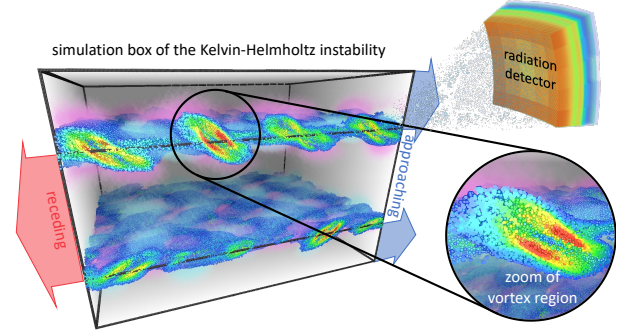 simulation box of the Kelvin-Helmholtz instability
radiation
detector
approaching
receding
zoom of
vortex region